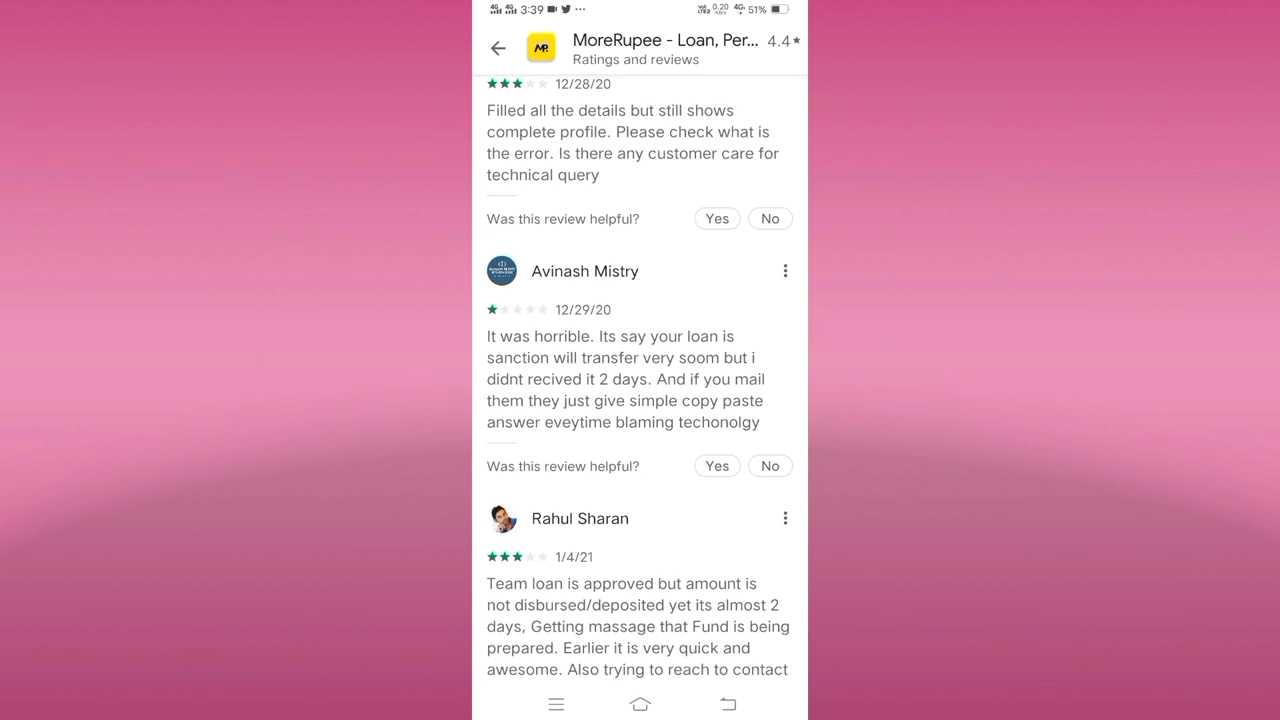 3:39 ... 0.20 KB/s 4G 51%
MoreRupee - Loan, Per... 4.4★
Ratings and reviews
12/28/20
Filled all the details but still shows
complete profile. Please check what is
the error. Is there any customer care for
technical query
Was this review helpful? Yes No
Avinash Mistry
12/29/20
It was horrible. Its say your loan is
sanction will transfer very soom but i
didnt recived it 2 days. And if you mail
them they just give simple copy paste
answer eveytime blaming techonolgy
Was this review helpful? Yes No
Rahul Sharan
1/4/21
Team loan is approved but amount is
not disbursed/deposited yet its almost 2
days, Getting massage that Fund is being
prepared. Earlier it is very quick and
awesome. Also trying to reach to contact